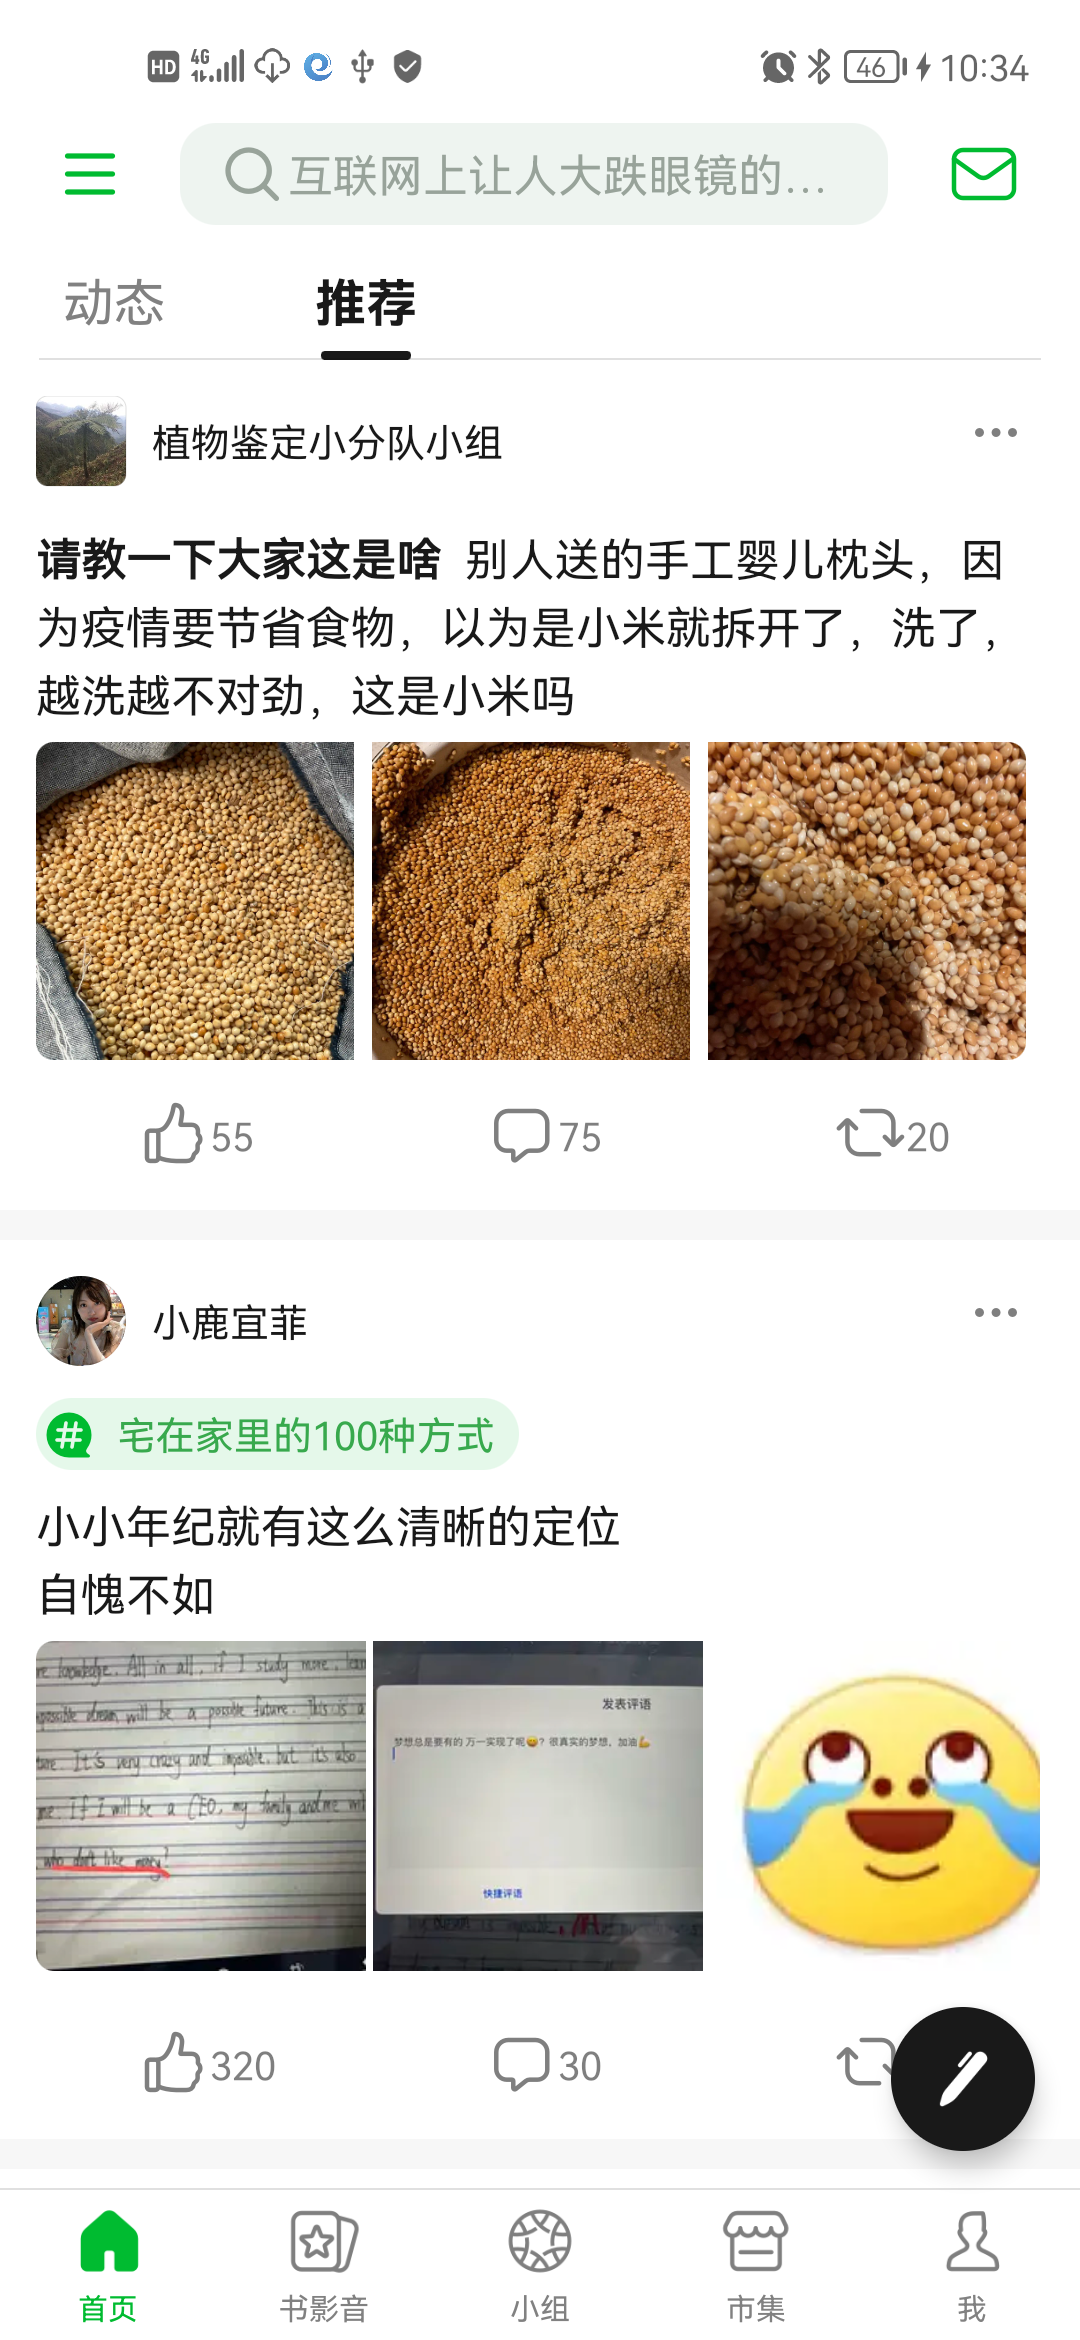 HD 4G 46 10:34
互联网上让人大跌眼镜的...
动态 推荐
植物鉴定小分队小组
请教一下大家这是啥 别人送的手工婴儿枕头，因
为疫情要节省食物，以为是小米就拆开了，洗了，
越洗越不对劲，这是小米吗
55 75 20
小鹿宜菲
# 宅在家里的100种方式
小小年纪就有这么清晰的定位
自愧不如
re knowledge. All in all, if I study more, lear
mpossible dream will be a possible future. This is a
ture. It's very crazy and impossible, but it's also
me. If I will be a CEO, my family and me wil
who don't like money?
发表评语
梦想总是要有的 万一实现了呢😄？很真实的梦想，加油💪
快捷评语
320 30
首页 书影音 小组 市集 我